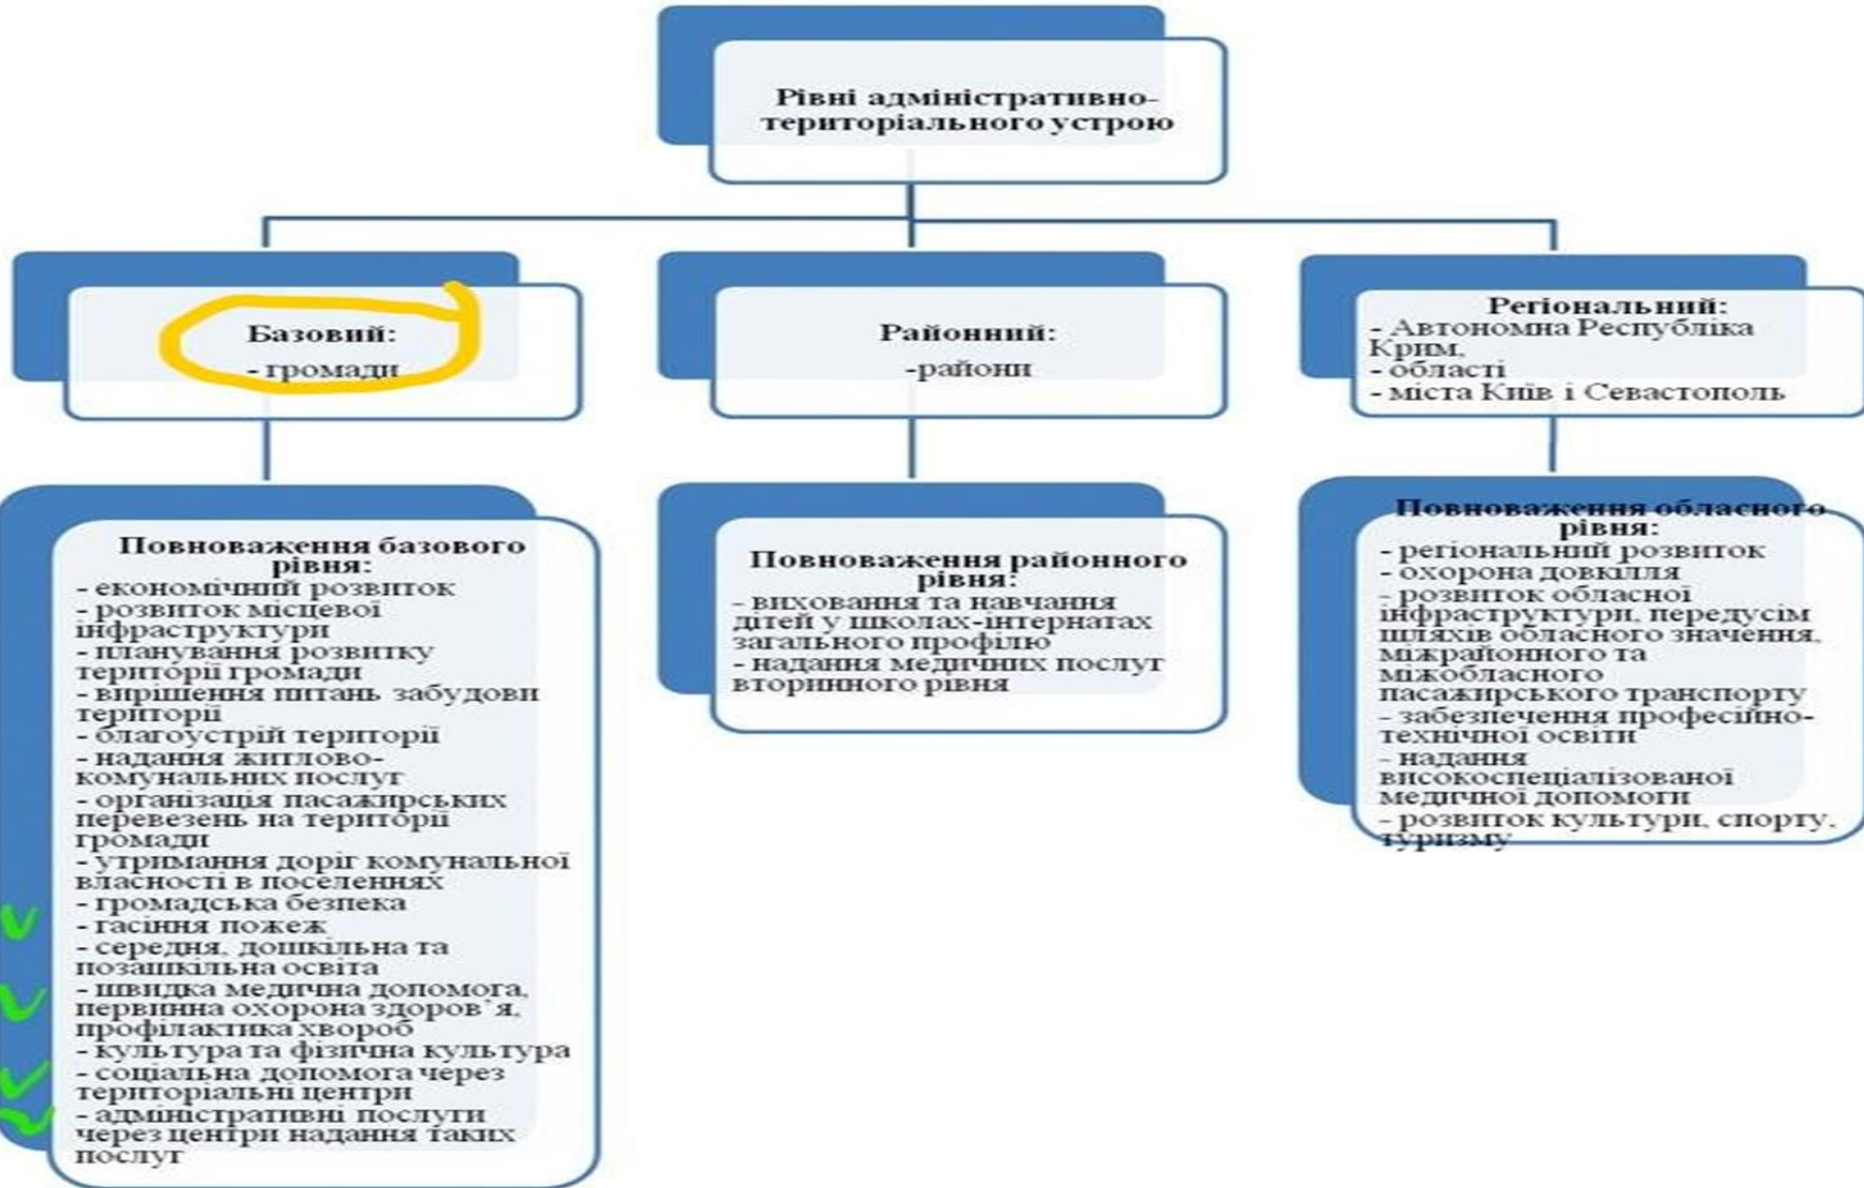 Рівні адміністративно-
територіального устрою
Базовий:
- громади
Районний:
-райони
Регіональний:
- Автономна Республіка
Крим,
- області
- міста Київ і Севастополь
Повноваження базового
рівня:
- економічний розвиток
- розвиток місцевої
інфраструктури
- планування розвитку
території громади
- вирішення питань забудови
території
- благоустрій території
- надання житлово-
комунальних послуг
- організація пасажирських
перевезень на території
громади
- утримання доріг комунальної
власності в поселеннях
- громадська безпека
- гасіння пожеж
- середня, дошкільна та
позашкільна освіта
- швидка медична допомога,
первинна охорона здоров`я,
профілактика хвороб
- культура та фізична культура
- соціальна допомога через
територіальні центри
- адміністративні послуги
через центри надання таких
послуг
Повноваження районного
рівня:
- виховання та навчання
дітей у школах-інтернатах
загального профілю
- надання медичних послуг
вторинного рівня
Повноваження обласного
рівня:
- регіональний розвиток
- охорона довкілля
- розвиток обласної
інфраструктури, передусім
шляхів обласного значення,
міжрайонного та
міжобласного
пасажирського транспорту
- забезпечення професійно-
технічної освіти
- надання
високоспеціалізованої
медичної допомоги
- розвиток культури, спорту,
туризму